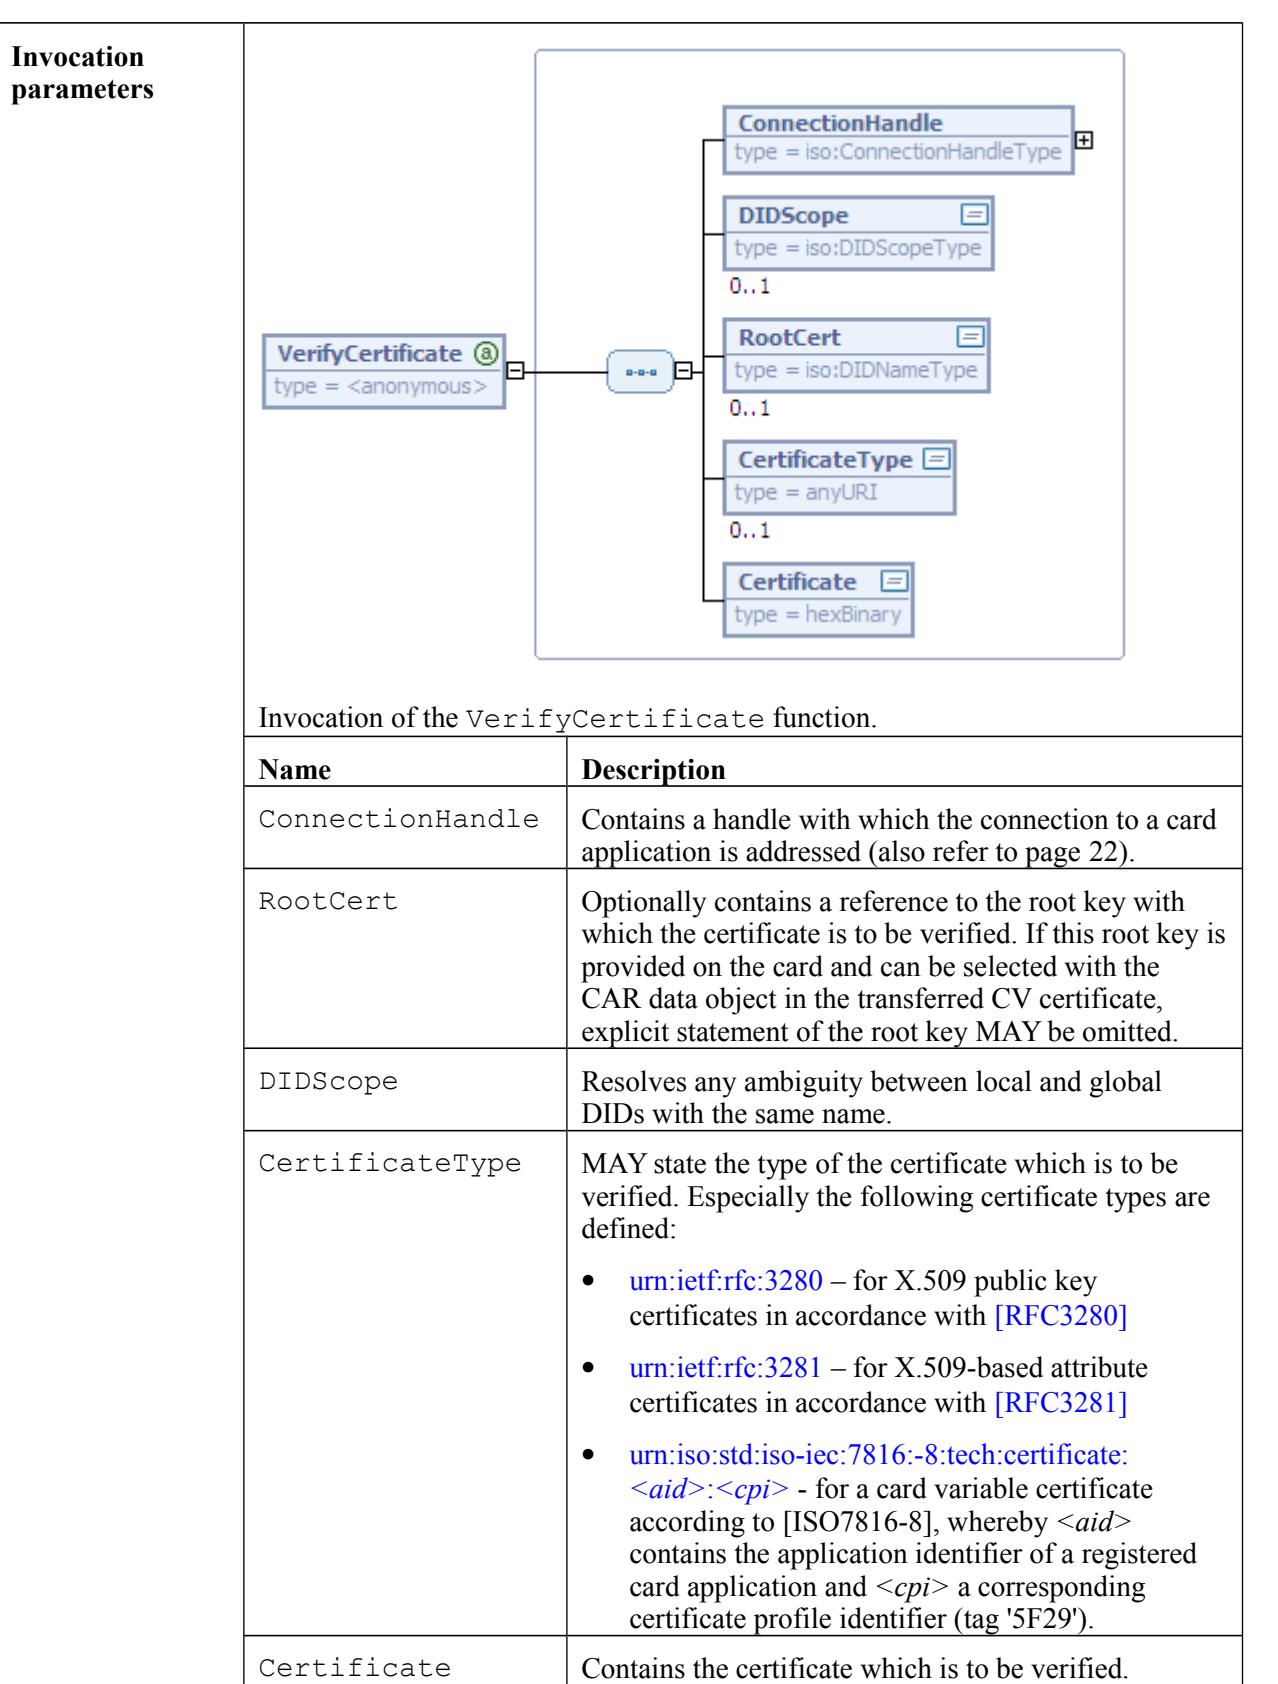 Invocation
parameters
ConnectionHandle
type = iso:ConnectionHandleType
DIDScope
type = iso:DIDScopeType
0..1
RootCert
type = iso:DIDNameType
0..1
VerifyCertificate a
type = <anonymous>
CertificateType
type = anyURI
0..1
Certificate
type = hexBinary
Invocation of the VerifyCertificate function.
Name Description
ConnectionHandle Contains a handle with which the connection to a card
application is addressed (also refer to page 22).
RootCert Optionally contains a reference to the root key with
which the certificate is to be verified. If this root key is
provided on the card and can be selected with the
CAR data object in the transferred CV certificate,
explicit statement of the root key MAY be omitted.
DIDScope Resolves any ambiguity between local and global
DIDs with the same name.
CertificateType MAY state the type of the certificate which is to be
verified. Especially the following certificate types are
defined:
• urn:ietf:rfc:3280 – for X.509 public key
certificates in accordance with [RFC3280]
• urn:ietf:rfc:3281 – for X.509-based attribute
certificates in accordance with [RFC3281]
• urn:iso:std:iso-iec:7816:-8:tech:certificate:
<aid>:<cpi> - for a card variable certificate
according to [ISO7816-8], whereby <aid>
contains the application identifier of a registered
card application and <cpi> a corresponding
certificate profile identifier (tag '5F29').
Certificate Contains the certificate which is to be verified.